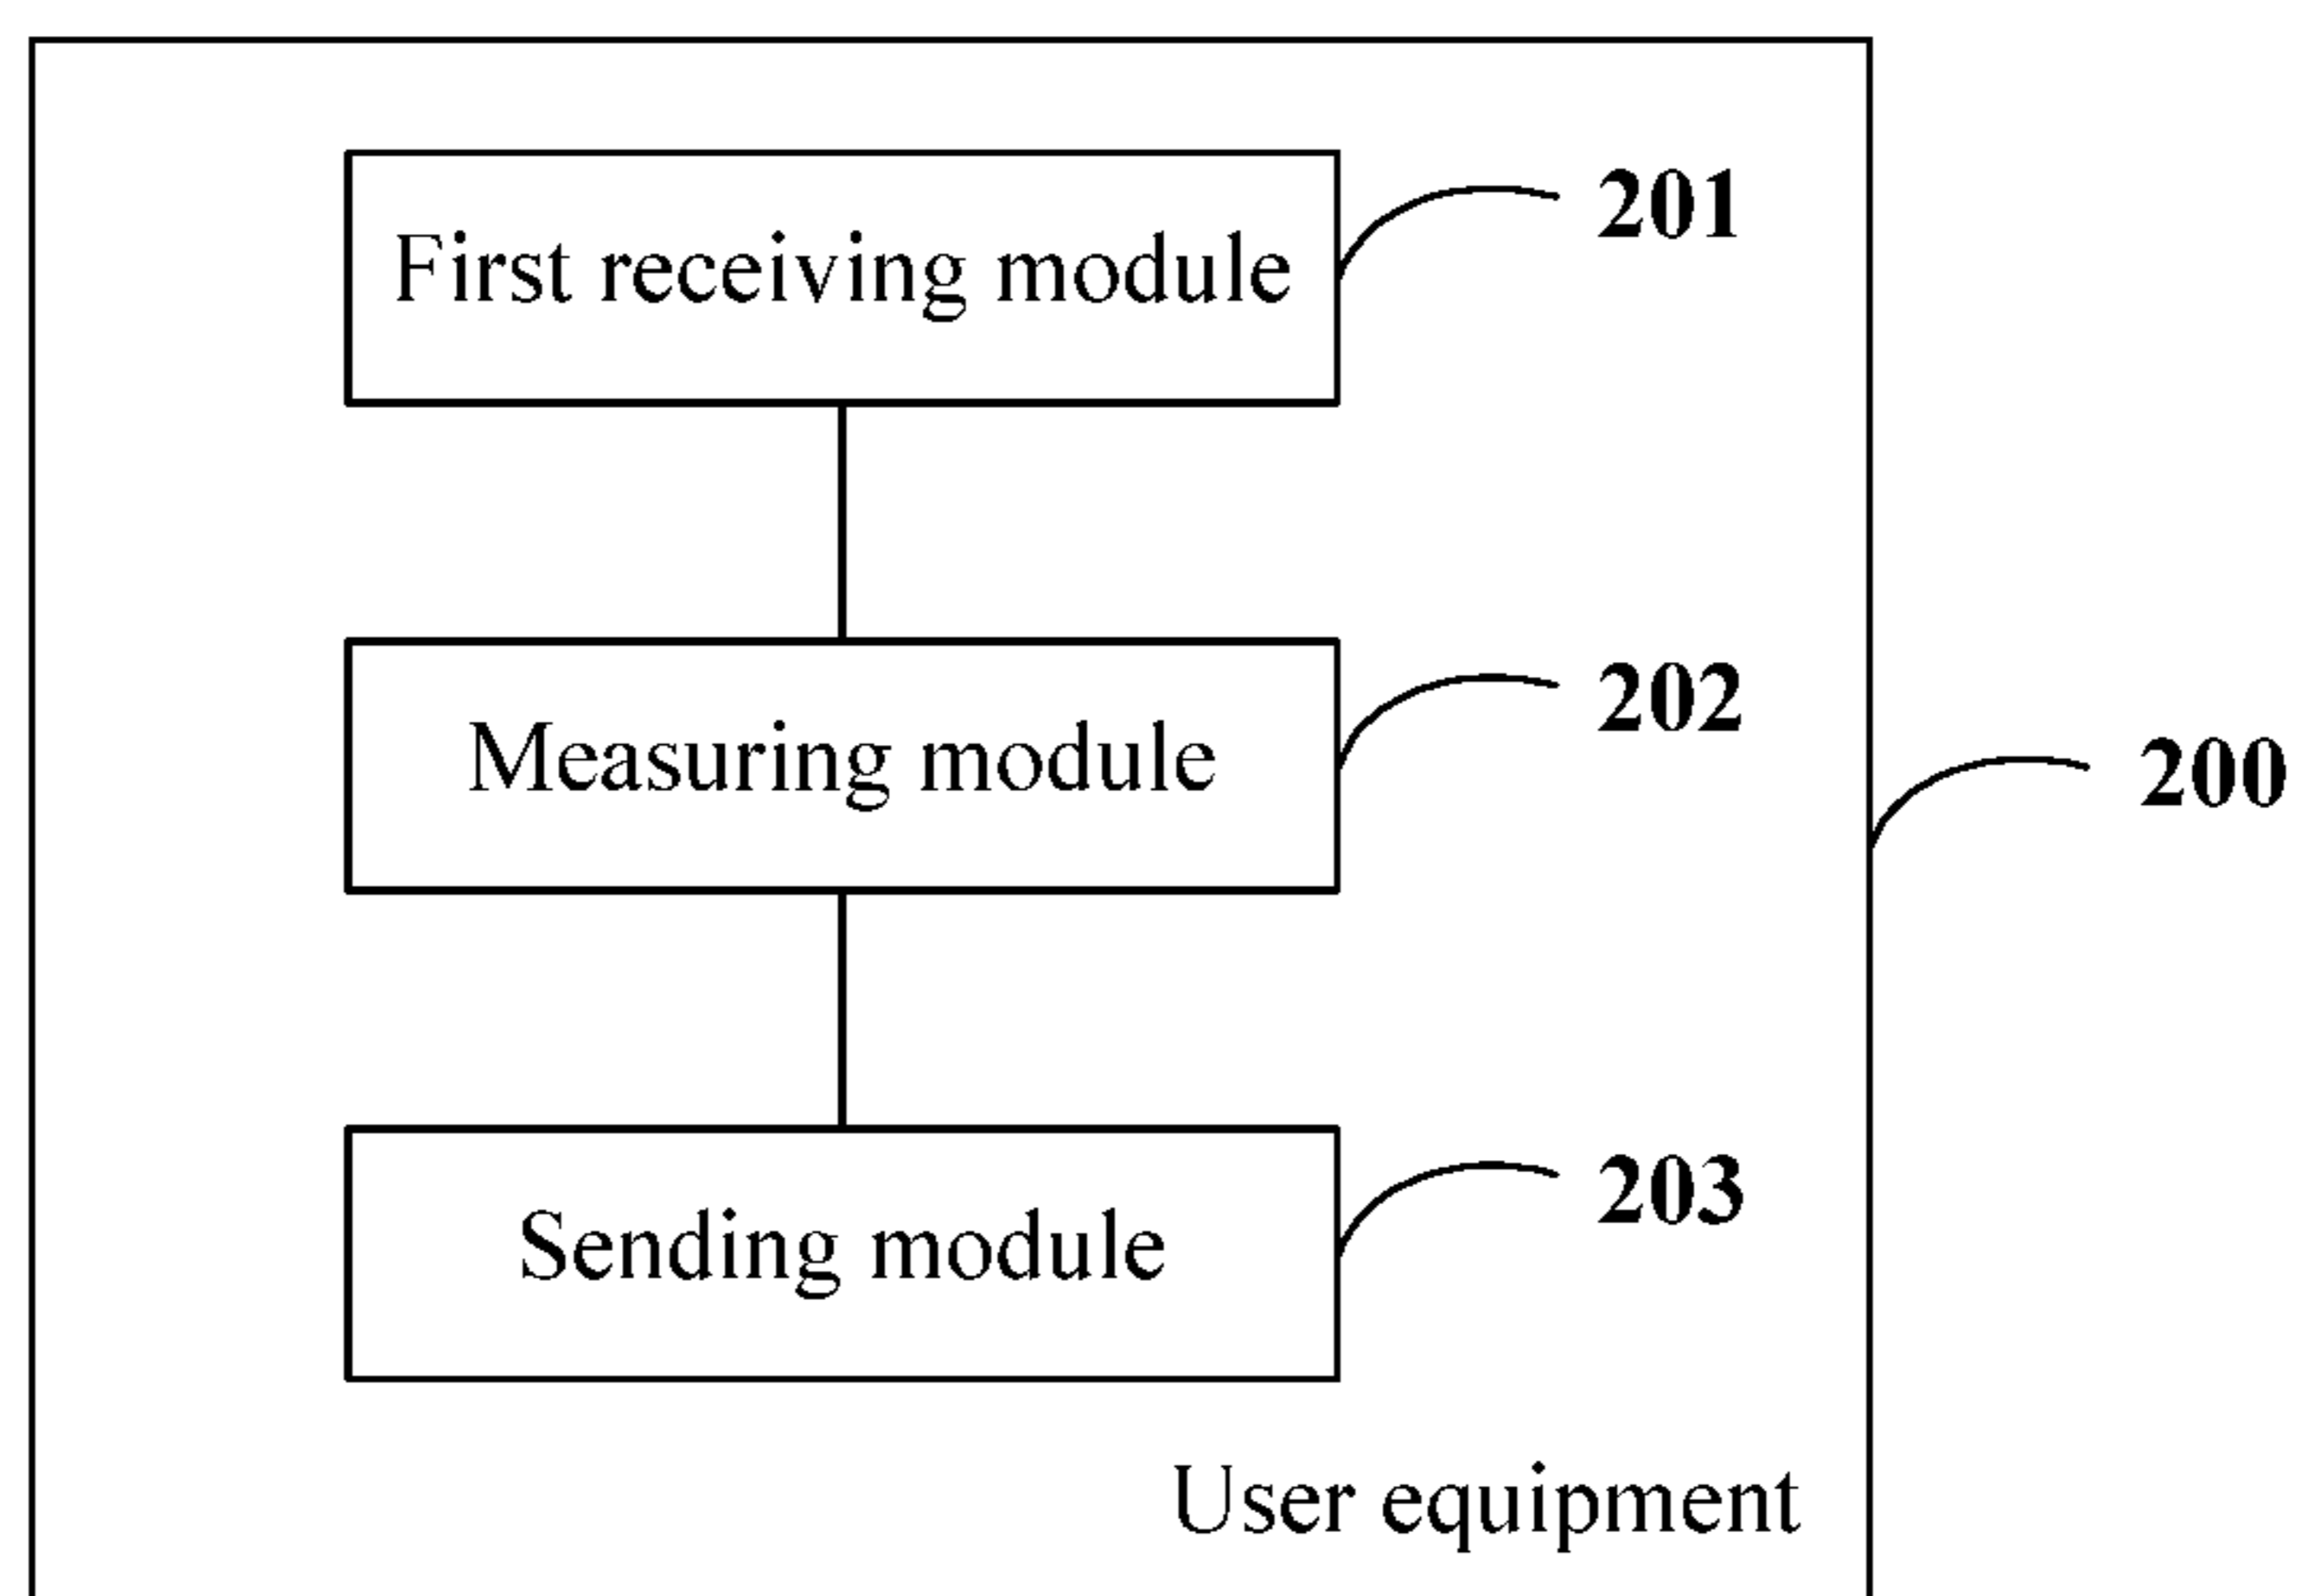 First receiving module
201
Measuring module
202
200
Sending module
203
User equipment